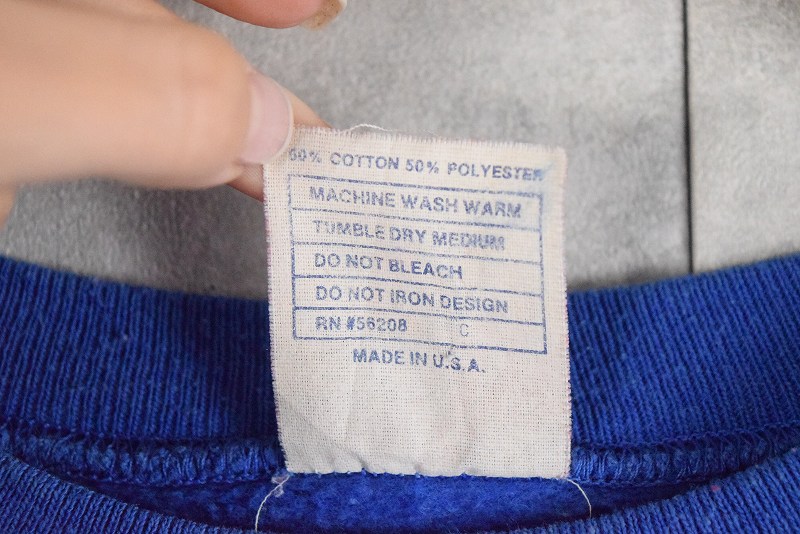 50% COTTON 50% POLYESTER
MACHINE WASH WARM
TUMBLE DRY MEDIUM
DO NOT BLEACH
DO NOT IRON DESIGN
RN #56208 C
MADE IN U.S.A.